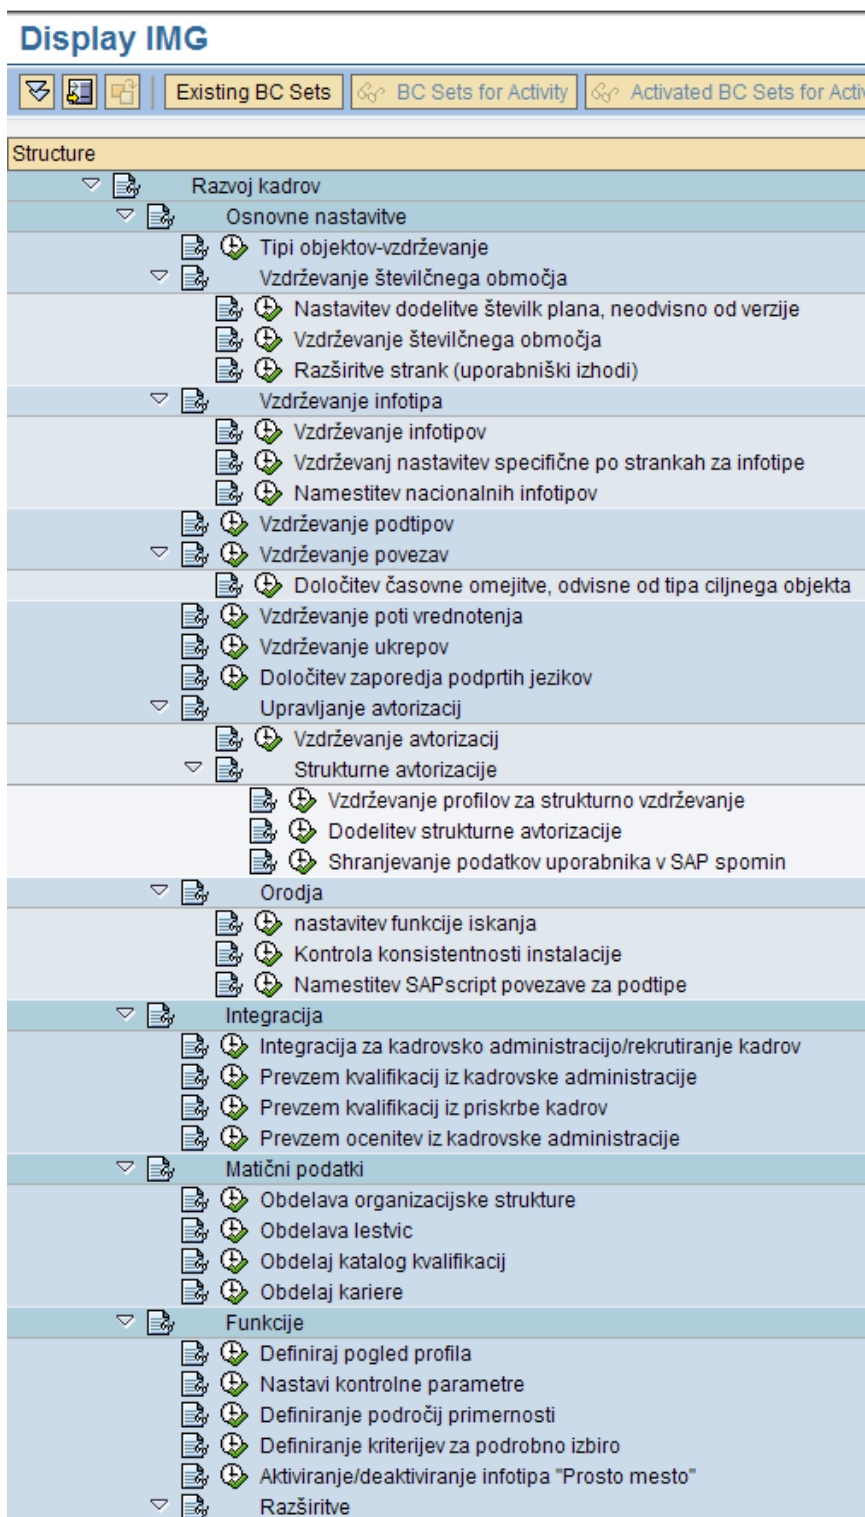 Display IMG
Existing BC Sets BC Sets for Activity Activated BC Sets for Activ
Structure
Razvoj kadrov
Osnovne nastavitve
Tipi objektov-vzdrževanje
Vzdrževanje številčnega območja
Nastavitev dodelitve številk plana, neodvisno od verzije
Vzdrževanje številčnega območja
Razširitve strank (uporabniški izhodi)
Vzdrževanje infotipa
Vzdrževanje infotipov
Vzdrževanj nastavitev specifične po strankah za infotipe
Namestitev nacionalnih infotipov
Vzdrževanje podtipov
Vzdrževanje povezav
Določitev časovne omejitve, odvisne od tipa ciljnega objekta
Vzdrževanje poti vrednotenja
Vzdrževanje ukrepov
Določitev zaporedja podprtih jezikov
Upravljanje avtorizacij
Vzdrževanje avtorizacij
Strukturne avtorizacije
Vzdrževanje profilov za strukturno vzdrževanje
Dodelitev strukturne avtorizacije
Shranjevanje podatkov uporabnika v SAP spomin
Orodja
nastavitev funkcije iskanja
Kontrola konsistentnosti instalacije
Namestitev SAPscript povezave za podtipe
Integracija
Integracija za kadrovsko administracijo/rekrutiranje kadrov
Prevzem kvalifikacij iz kadrovske administracije
Prevzem kvalifikacij iz priskrbe kadrov
Prevzem ocenitev iz kadrovske administracije
Matični podatki
Obdelava organizacijske strukture
Obdelava lestvic
Obdelaj katalog kvalifikacij
Obdelaj kariere
Funkcije
Definiraj pogled profila
Nastavi kontrolne parametre
Definiranje področij primernosti
Definiranje kriterijev za podrobno izbiro
Aktiviranje/deaktiviranje infotipa "Prosto mesto"
Razširitve